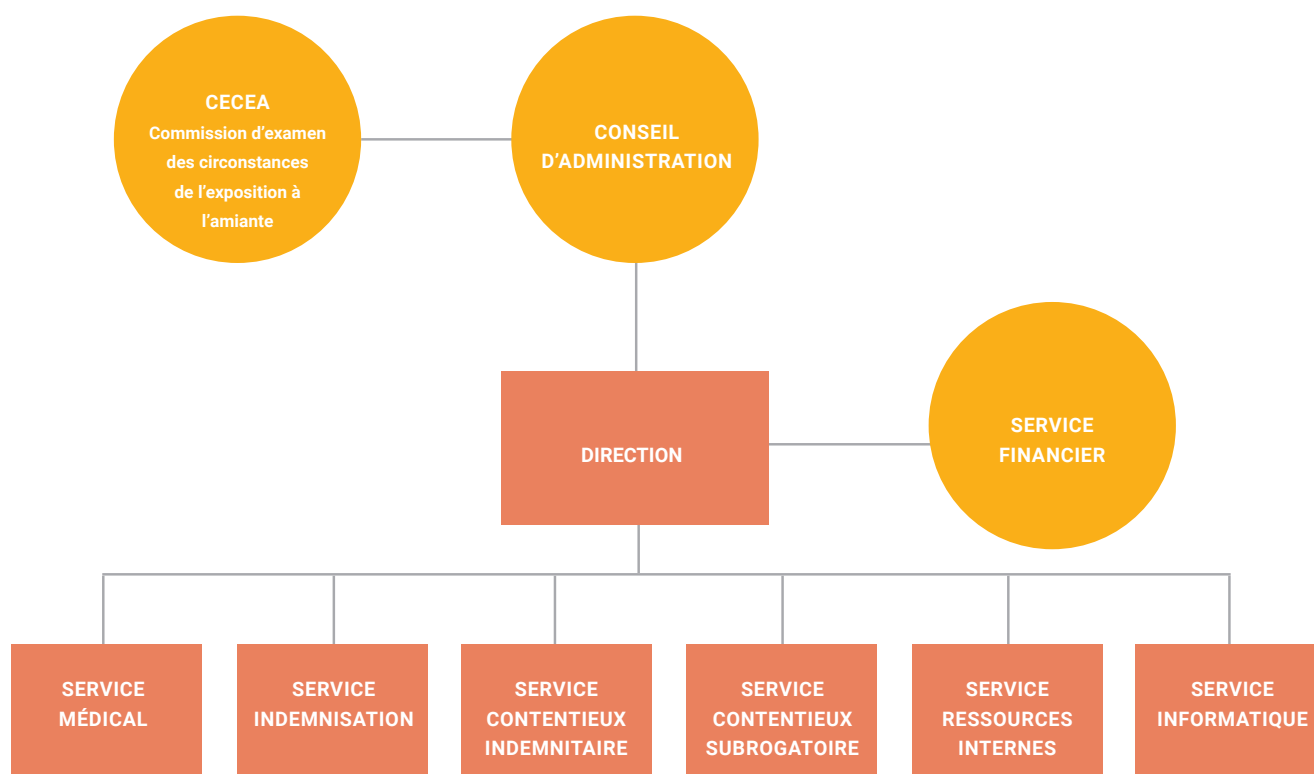 CECEA
Commission d’examen
des circonstances
de l’exposition à
l’amiante
CONSEIL
D’ADMINISTRATION
DIRECTION
SERVICE
FINANCIER
SERVICE
MÉDICAL
SERVICE
INDEMNISATION
SERVICE
CONTENTIEUX
INDEMNITAIRE
SERVICE
CONTENTIEUX
SUBROGATOIRE
SERVICE
RESSOURCES
INTERNES
SERVICE
INFORMATIQUE